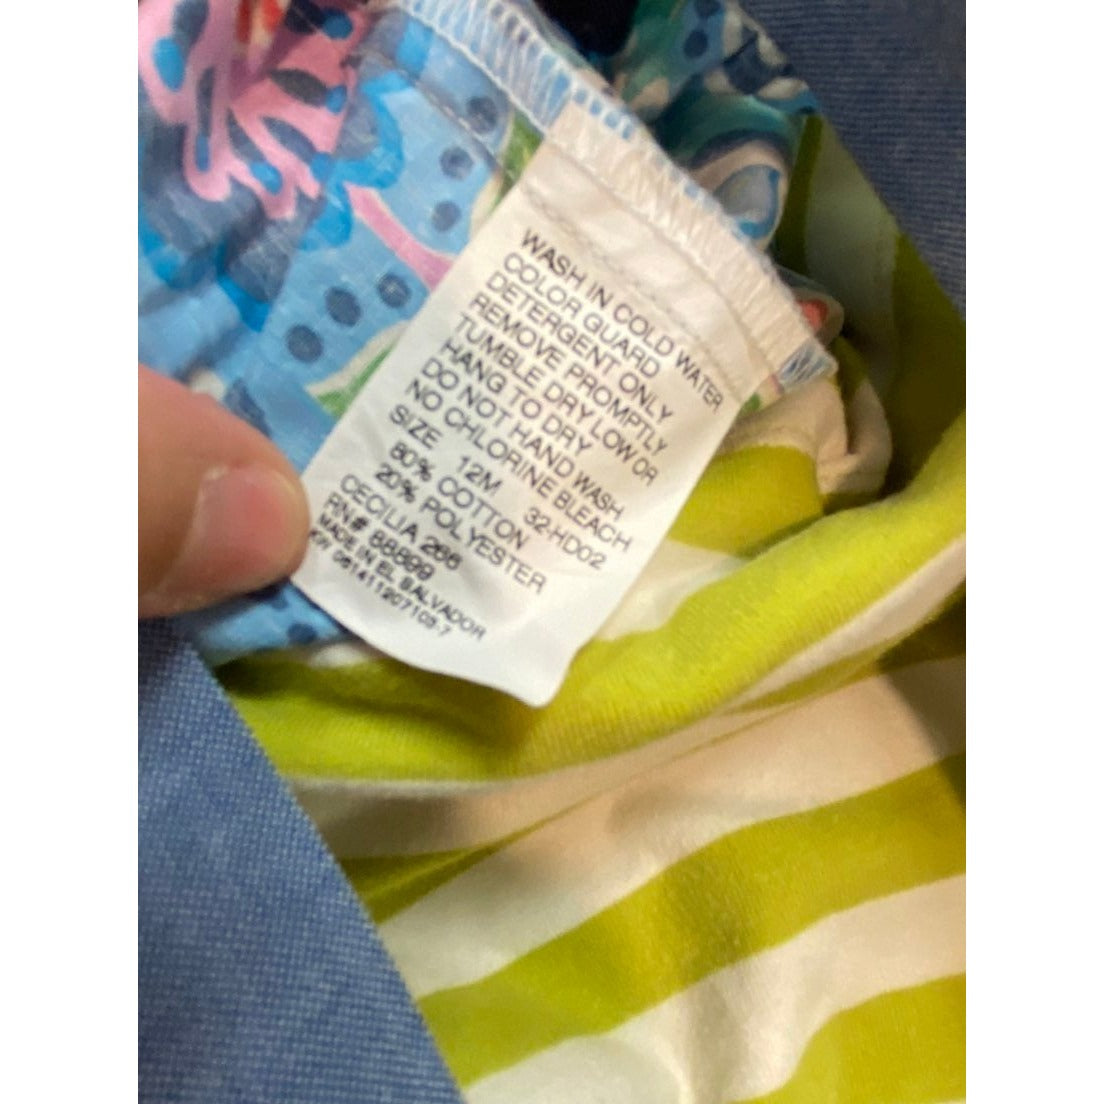 WASH IN COLD WATER
COLOR GUARD
DETERGENT ONLY
REMOVE PROMPTLY
TUMBLE DRY LOW OR
HANG TO DRY
DO NOT HAND WASH
NO CHLORINE BLEACH
SIZE 12M 32-HD02
80% COTTON
20% POLYESTER
CECILIA 266
RN# 88899
MADE IN EL SALVADOR
061411207103-7